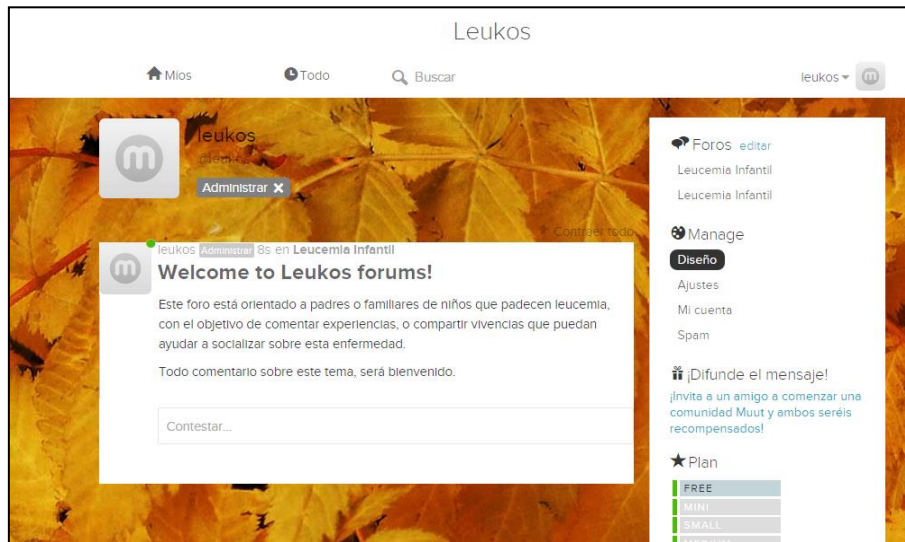 Leukos
Mios
Todo
Buscar
leukos
leukos
Administrar X
Contraer todo
leukos Administrar 8s en Leucemia Infantil
Welcome to Leukos forums!
Este foro está orientado a padres o familiares de niños que padecen leucemia,
con el objetivo de comentar experiencias, o compartir vivencias que puedan
ayudar a socializar sobre esta enfermedad.
Todo comentario sobre este tema, será bienvenido.
Contestar...
Foros editar
Leucemia Infantil
Leucemia Infantil
Manage
Diseño
Ajustes
Mi cuenta
Spam
¡Difunde el mensaje!
¡Invita a un amigo a comenzar una
comunidad Muut y ambos seréis
recompensados!
Plan
FREE
MINI
SMALL